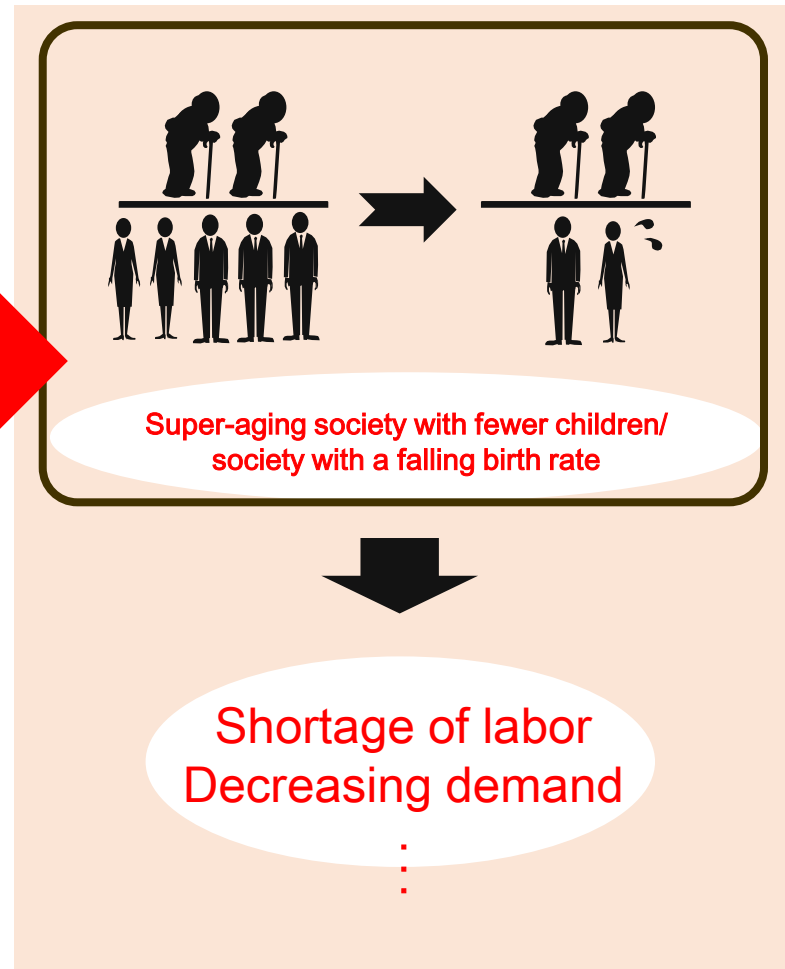 Super-aging society with fewer children/
society with a falling birth rate
Shortage of labor
Decreasing demand
⋮